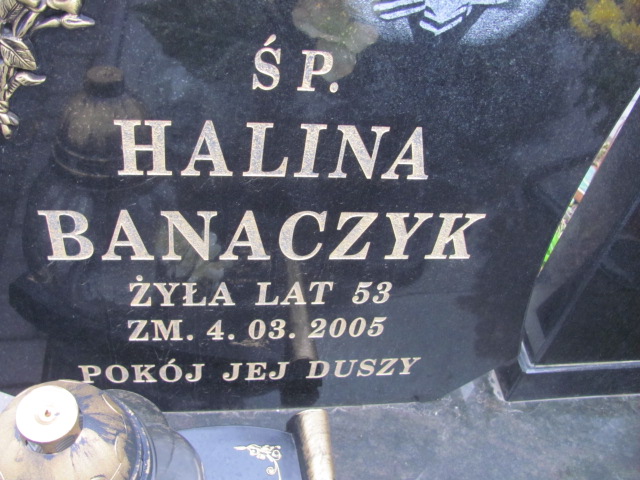 ŚP.
HALINA
BANACZYK
ŻYŁA LAT 53
ZM. 4. 03. 2005
POKÓJ JEJ DUSZY